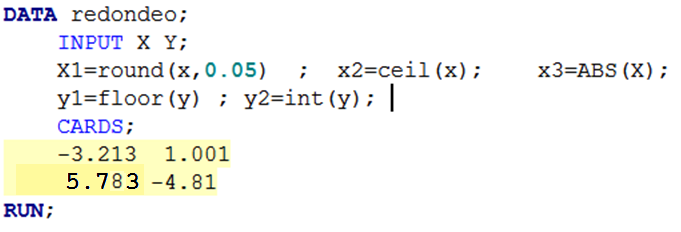 DATA redondeo;
INPUT X Y;
X1=round(x,0.05)  ;  x2=ceil(x);    x3=ABS(X);
y1=floor(y) ; y2=int(y);
CARDS;
-3.213  1.001
5.783 -4.81
RUN;